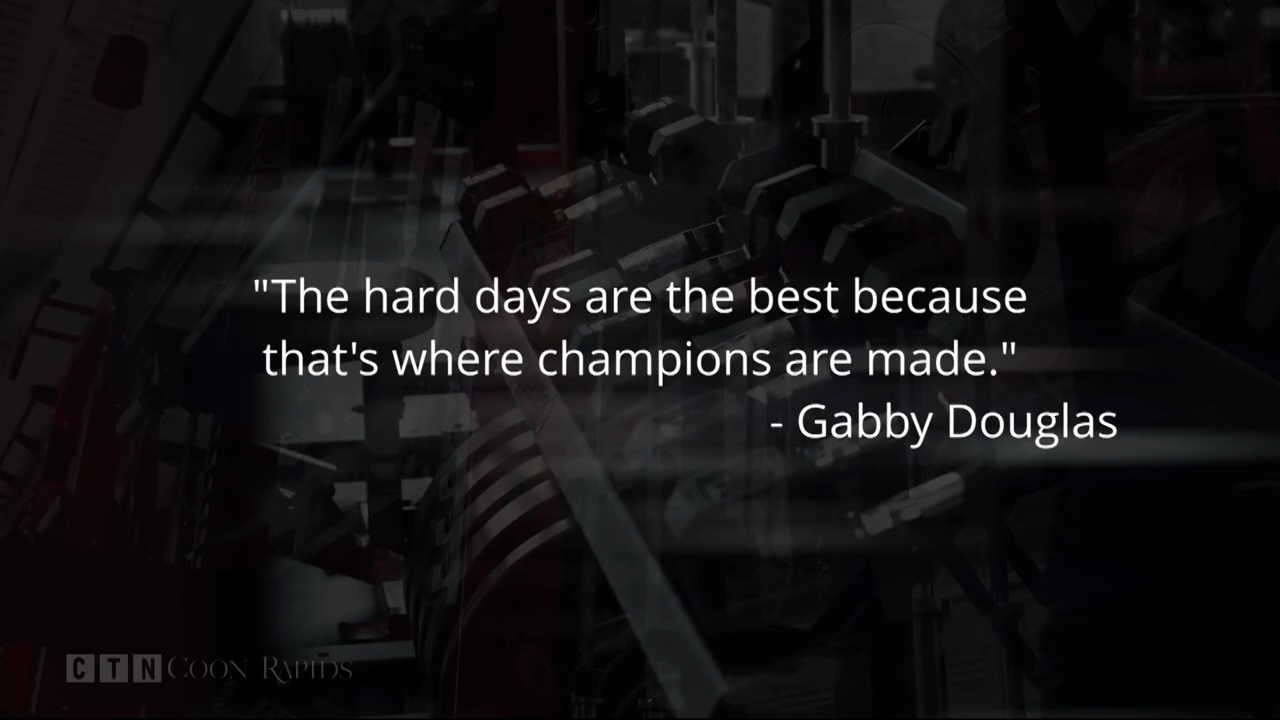 "The hard days are the best because
that's where champions are made."
- Gabby Douglas
CTN COON RAPIDS